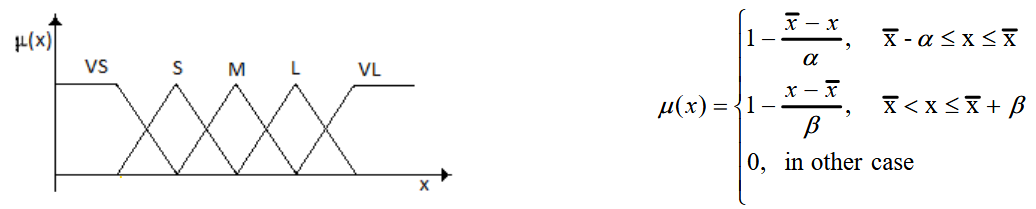 μ(x)
VS S M L VL
x
μ(x) =
1 − (x̅ − x)/α, x̅ - α ≤ x ≤ x̅
1 − (x − x̅)/β, x̅ < x ≤ x̅ + β
0, in other case